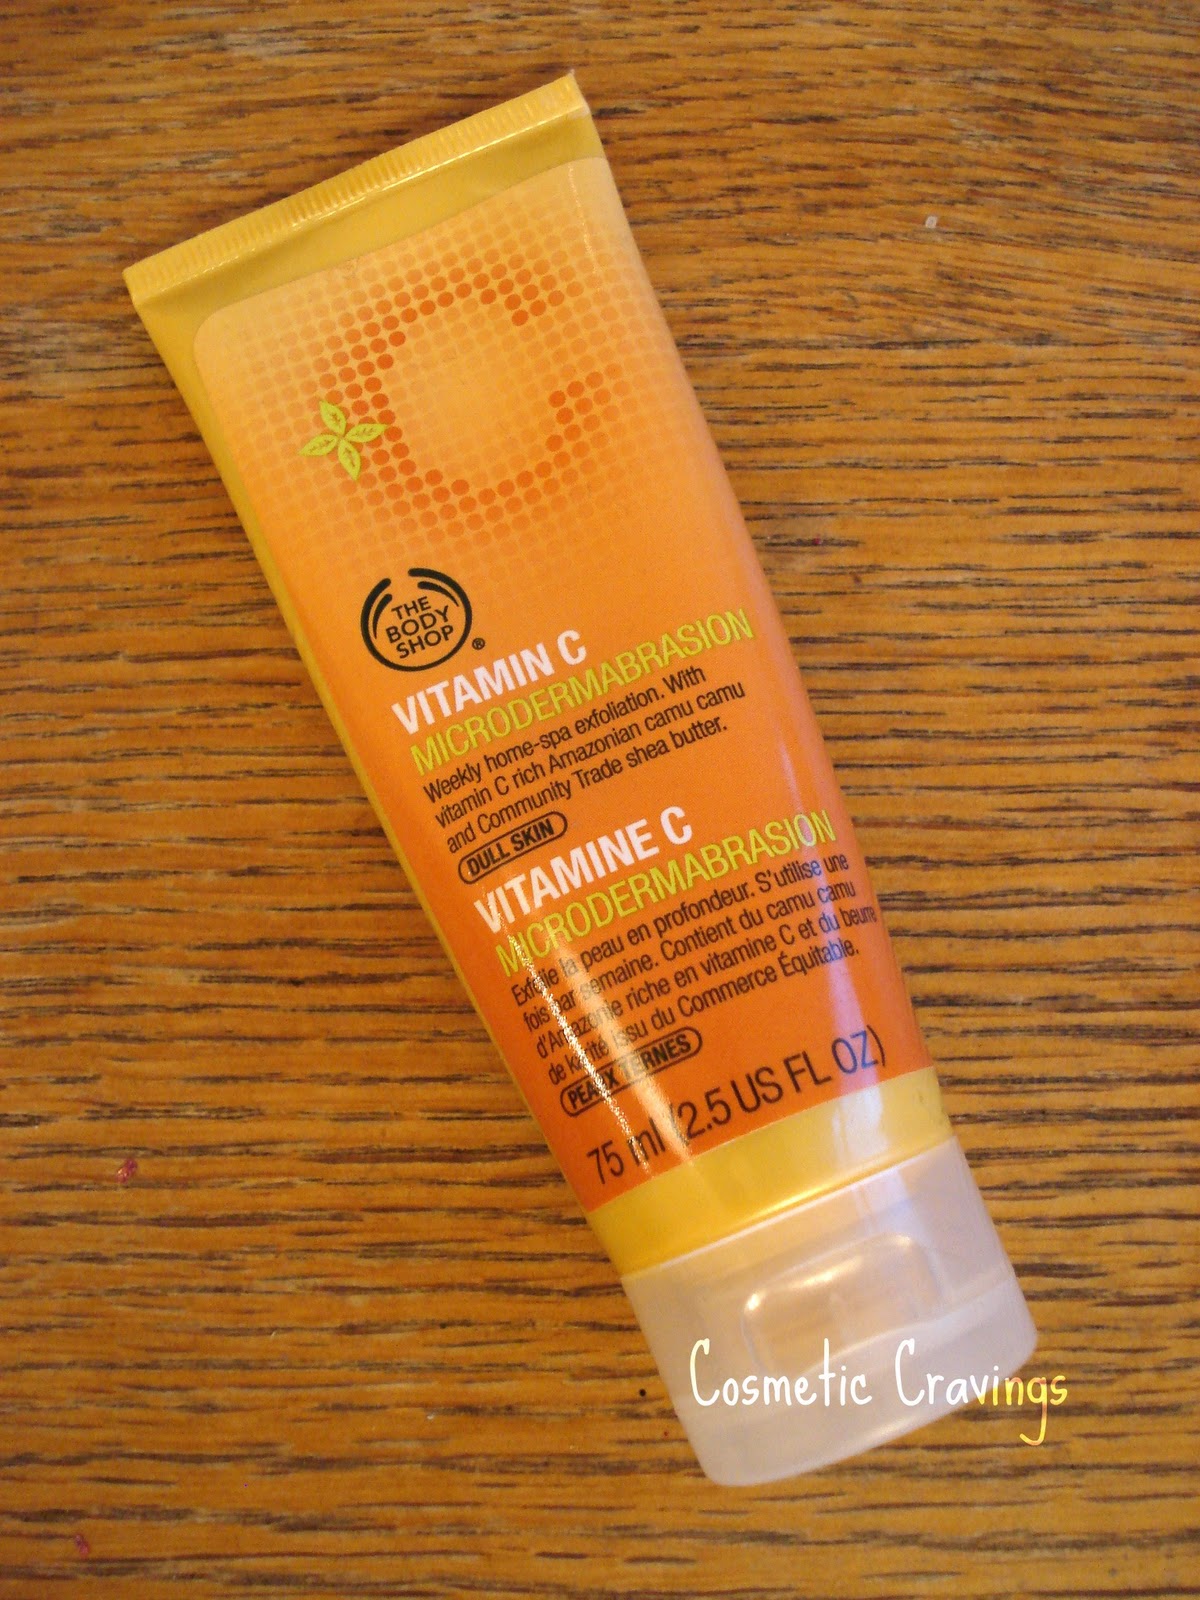 THE
BODY
SHOP®
VITAMIN C
MICRODERMABRASION
Weekly home-spa exfoliation. With
vitamin C rich Amazonian camu camu
and Community Trade shea butter.
DULL SKIN
VITAMINE C
MICRODERMABRASION
Exfolie la peau en profondeur. S'utilise une
fois par semaine. Contient du camu camu
d'Amazonie riche en vitamine C et du beurre
de karité issu du Commerce Équitable.
PEAUX TERNES
75 ml (2.5 US FL OZ)
Cosmetic Cravings